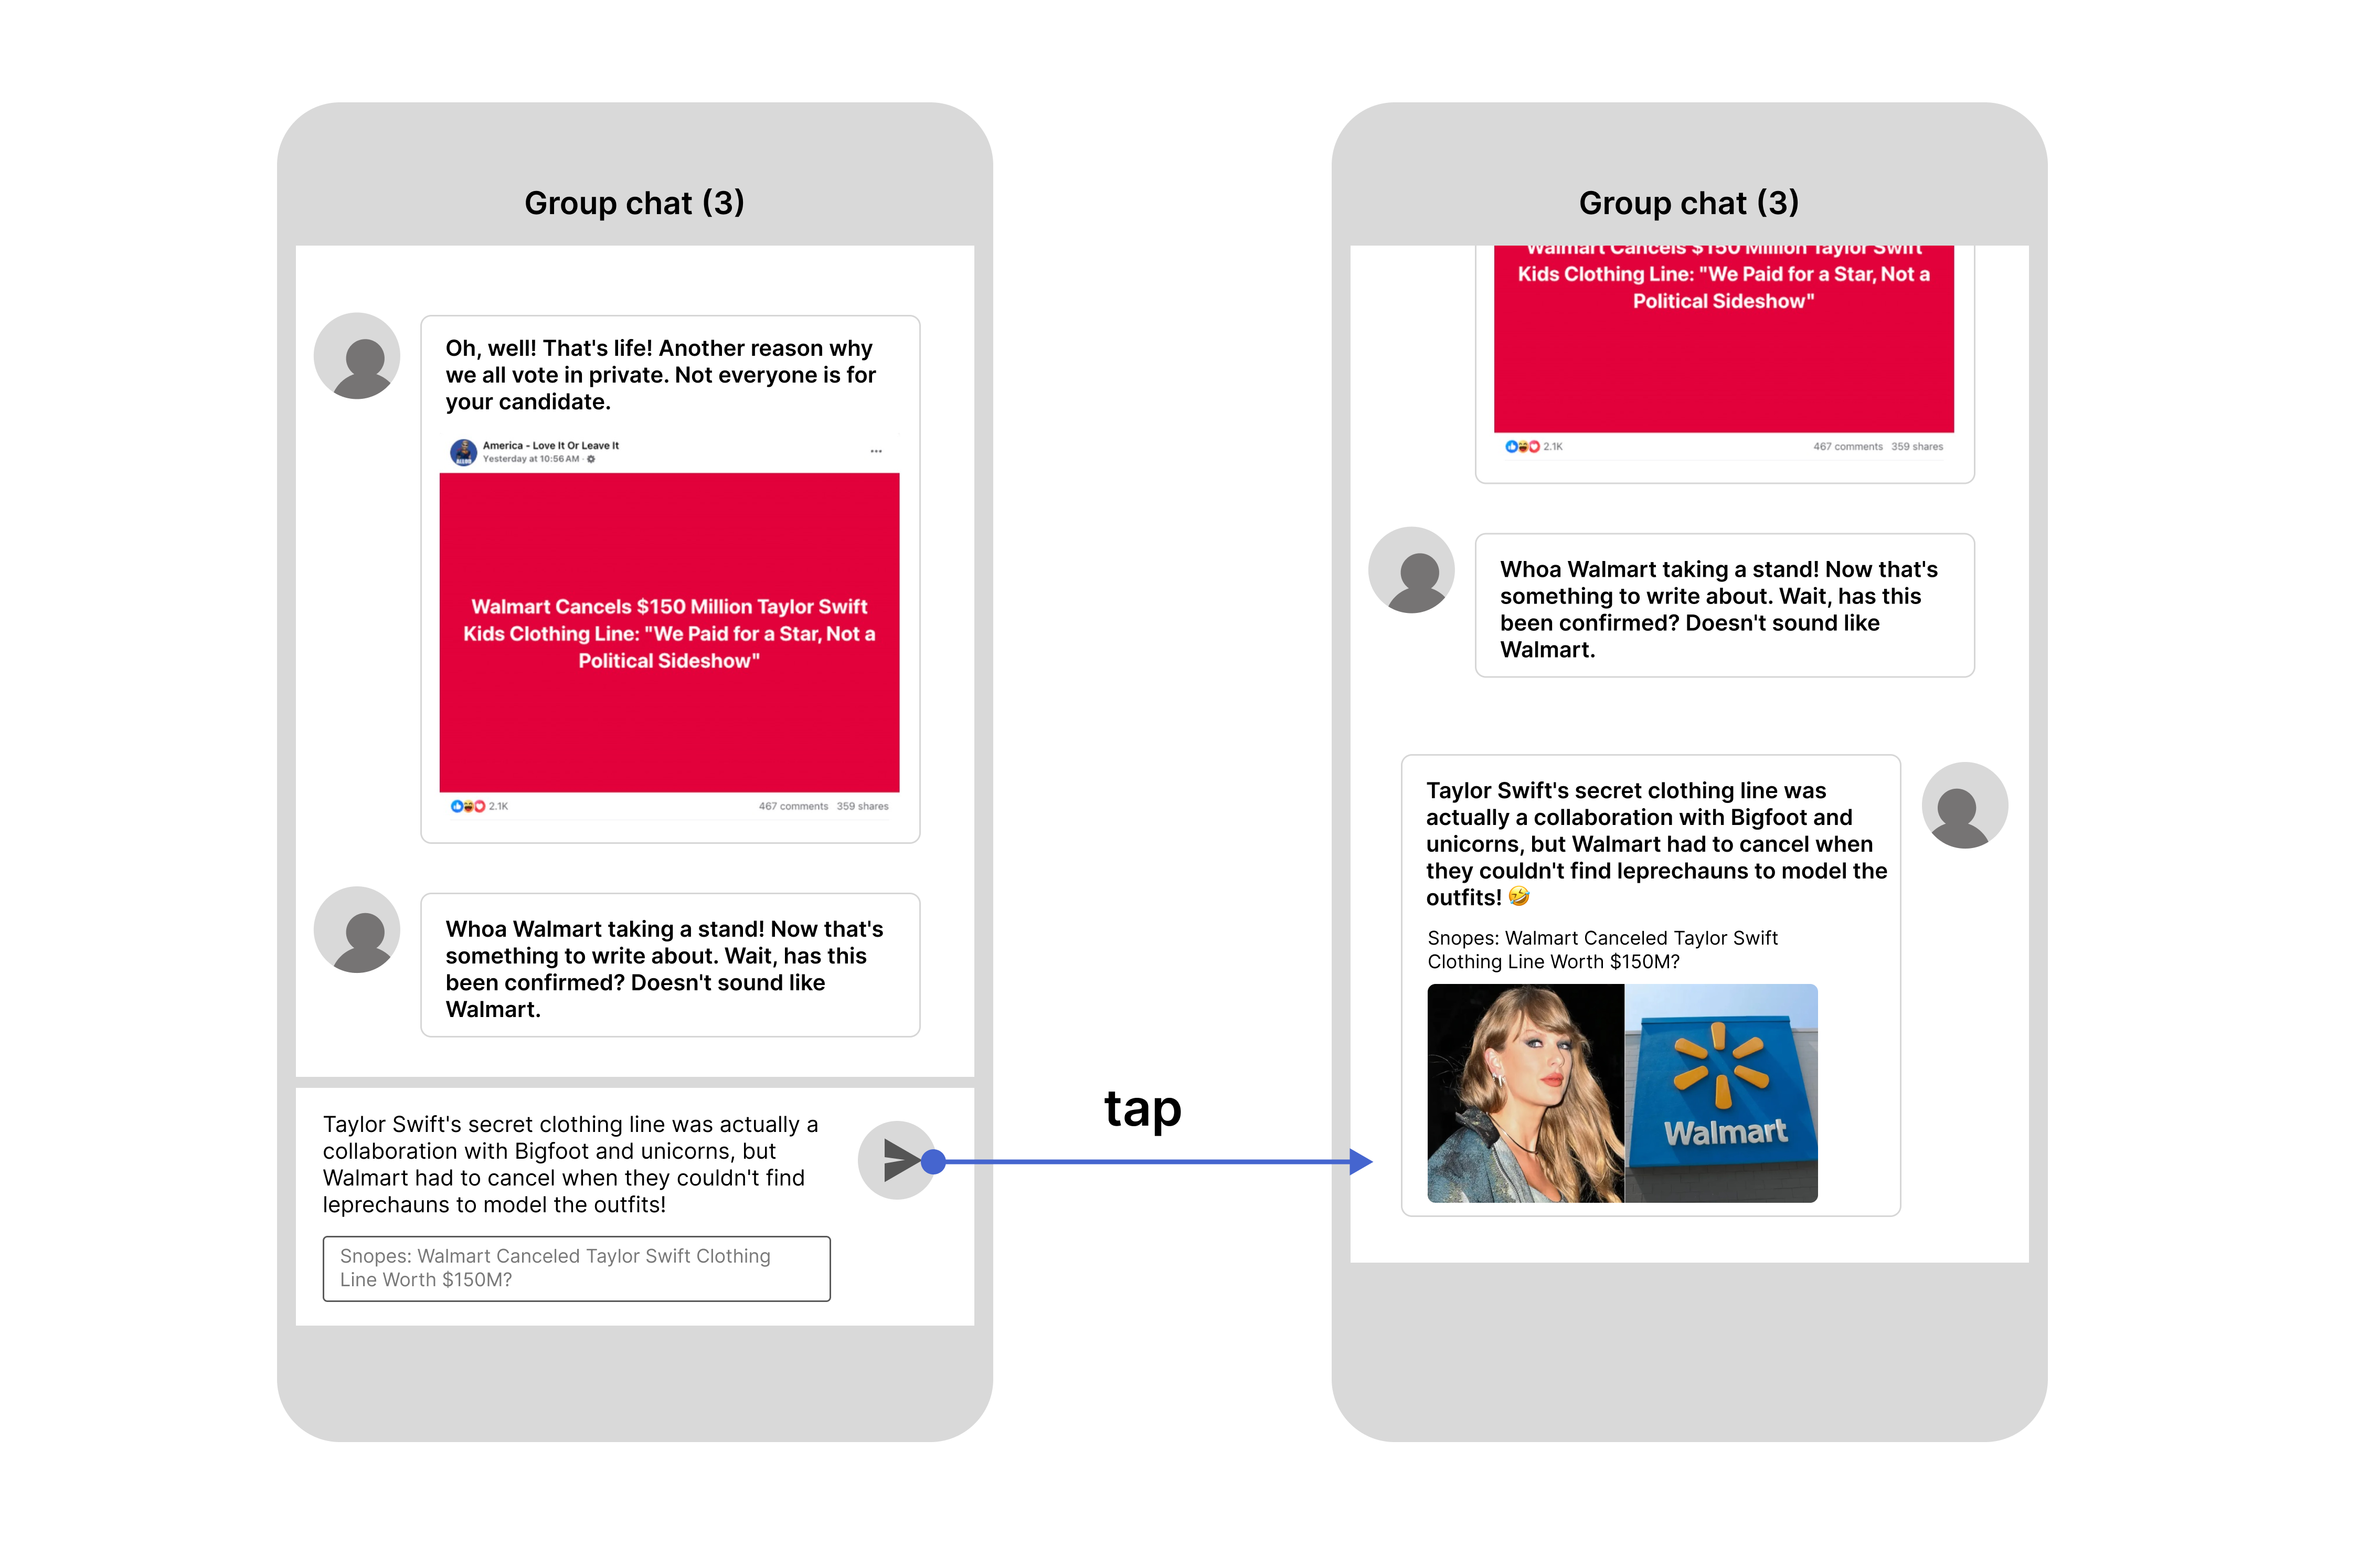 Group chat (3)
Oh, well! That's life! Another reason why
we all vote in private. Not everyone is for
your candidate.
America - Love It Or Leave It
Yesterday at 10:56 AM ·
Walmart Cancels $150 Million Taylor Swift
Kids Clothing Line: "We Paid for a Star, Not a
Political Sideshow"
2.1K 467 comments 359 shares
Whoa Walmart taking a stand! Now that's
something to write about. Wait, has this
been confirmed? Doesn't sound like
Walmart.
Taylor Swift's secret clothing line was actually a
collaboration with Bigfoot and unicorns, but
Walmart had to cancel when they couldn't find
leprechauns to model the outfits!
Snopes: Walmart Canceled Taylor Swift Clothing
Line Worth $150M?
tap
Group chat (3)
Walmart Cancels $150 Million Taylor Swift
Kids Clothing Line: "We Paid for a Star, Not a
Political Sideshow"
2.1K 467 comments 359 shares
Whoa Walmart taking a stand! Now that's
something to write about. Wait, has this
been confirmed? Doesn't sound like
Walmart.
Taylor Swift's secret clothing line was
actually a collaboration with Bigfoot and
unicorns, but Walmart had to cancel when
they couldn't find leprechauns to model the
outfits! 🤣
Snopes: Walmart Canceled Taylor Swift
Clothing Line Worth $150M?
Walmart